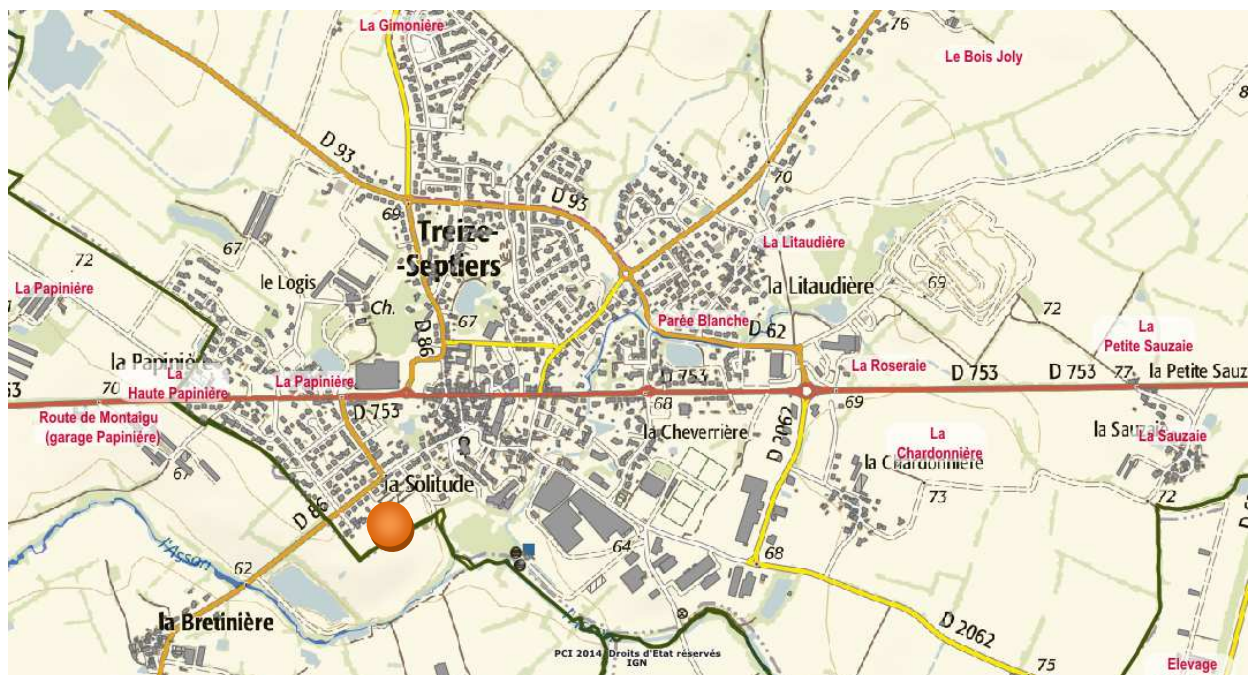 La Gimonière
76
Le Bois Joly
8
D 93
70
D 93
69
Treize-
-Septiers
La Litaudière
67
72
le Logis
la Litaudière
69
La Papinière
Ch.
67
D 86
Parée Blanche
D 62
72
La
Petite Sauzaie
la Papinière
La
Haute Papinière
La Papinière
La Roseraie
D 753
D 753
77
la Petite Sauz
53
70
D 753
D 753
68
69
Route de Montaigu
(garage Papinière)
la Cheverrière
D 2062
La
Chardonnière
la Sauzaie
La Sauzaie
67
la Solitude
la Chardonnière
73
72
D 86
l'Asson
64
68
62
la Bretinière
D 2062
PCI 2014 Droits d'Etat réservés
IGN
75
Elevage